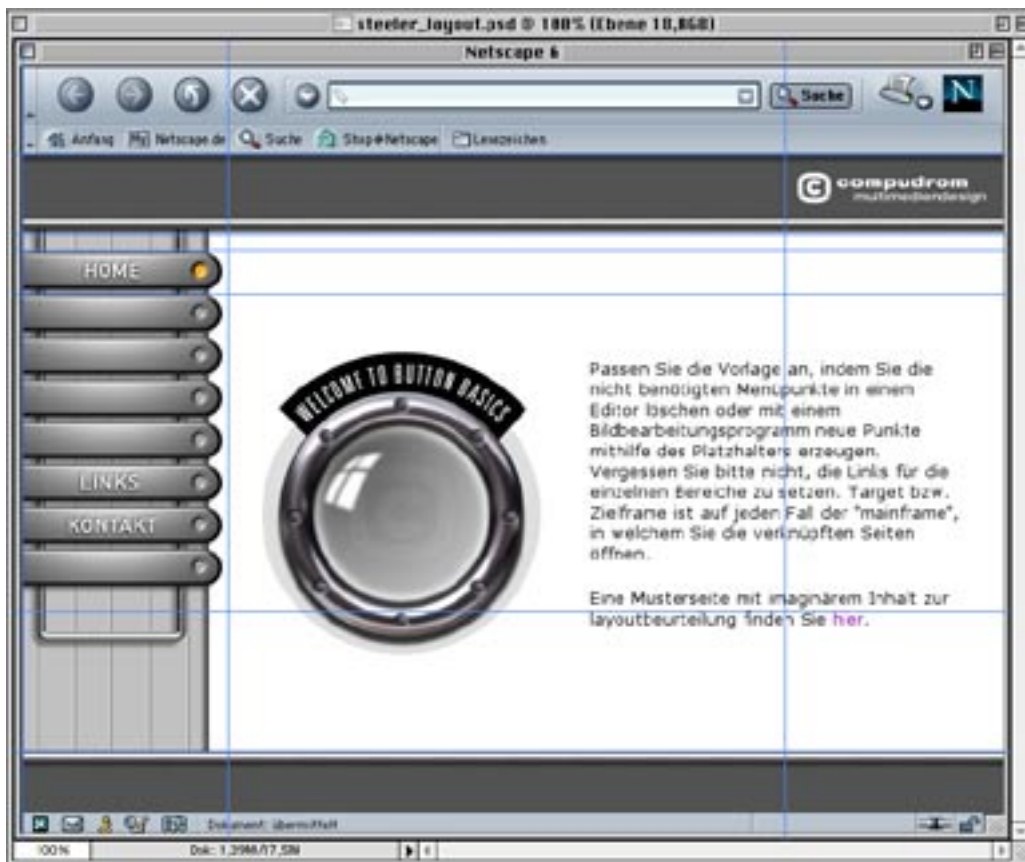 steeler_layout.psd @ 100% (Ebene 18,RGB)
Netscape 6
Suche
Anfang Netscape.de Suche Shop@Netscape Lesezeichen
compudrom
multimediendesign
HOME
WELCOME TO BUTTON BASICS
Passen Sie die Vorlage an, indem Sie die
nicht benötigten Menüpunkte in einem
Editor löschen oder mit einem
Bildbearbeitungsprogramm neue Punkte
mithilfe des Platzhalters erzeugen.
Vergessen Sie bitte nicht, die Links für die
einzelnen Bereiche zu setzen. Target bzw.
Zielframe ist auf jeden Fall der "mainframe",
in welchem Sie die verknüpften Seiten
öffnen.
Eine Musterseite mit imaginärem Inhalt zur
layoutbeurteilung finden Sie hier.
LINKS
KONTAKT
Dokument: übermittelt
100% Dok: 1,39M/17,5M